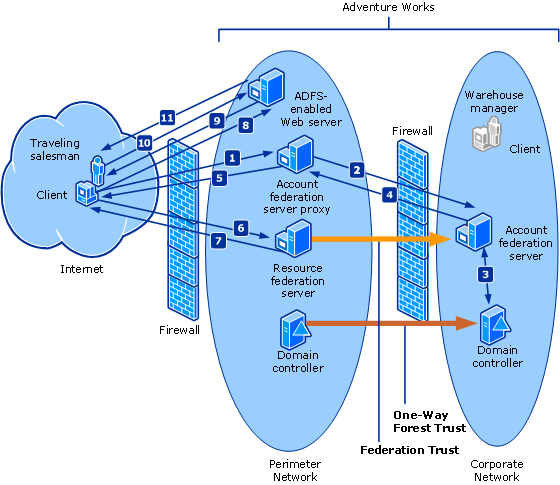 Adventure Works
ADFS-
enabled
Web server
Warehouse
manager
Client
Firewall
Traveling
salesman
Client
Internet
11
10
9
8
1
5
2
4
6
7
3
Account
federation
server proxy
Account
federation
server
Resource
federation
server
Firewall
Domain
controller
Domain
controller
One-Way
Forest Trust
Federation Trust
Perimeter
Network
Corporate
Network